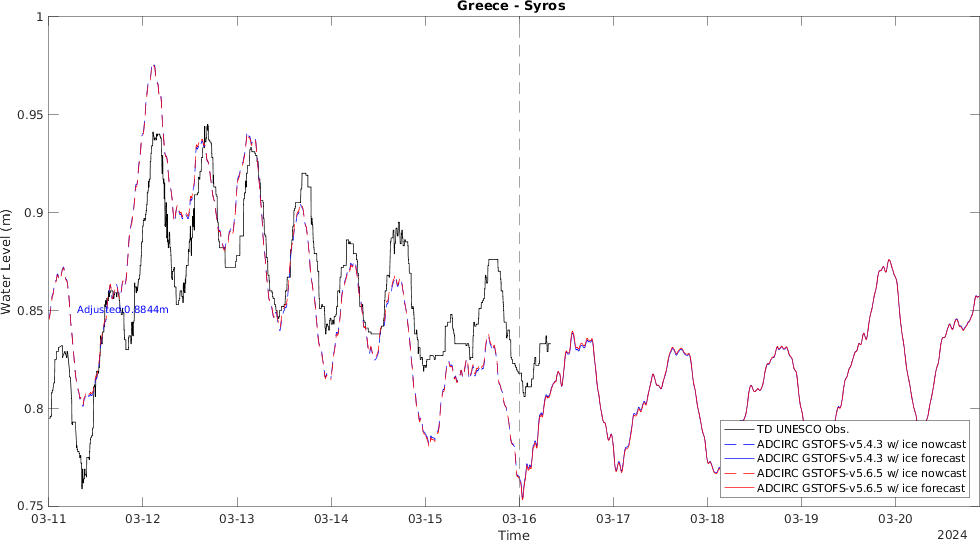 Greece - Syros
1
0.95
0.9
0.85
0.8
0.75
Water Level (m)
Adjusted:0.8844m
TD UNESCO Obs.
ADCIRC GSTOFS-v5.4.3 w/ ice nowcast
ADCIRC GSTOFS-v5.4.3 w/ ice forecast
ADCIRC GSTOFS-v5.6.5 w/ ice nowcast
ADCIRC GSTOFS-v5.6.5 w/ ice forecast
03-11 03-12 03-13 03-14 03-15 03-16 03-17 03-18 03-19 03-20
Time
2024